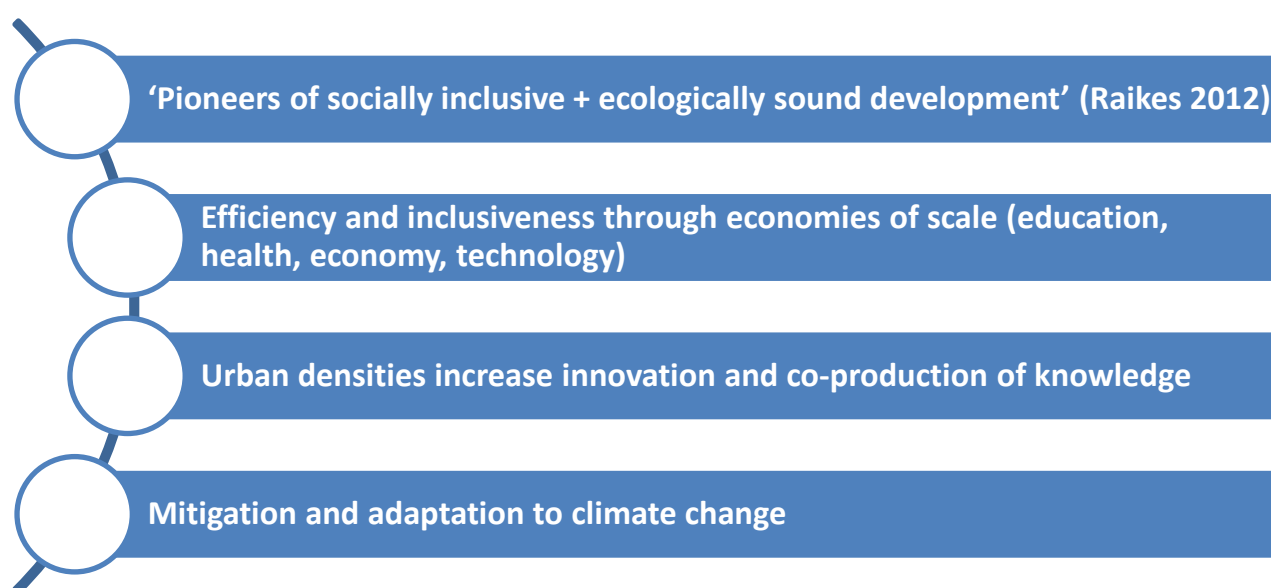 ‘Pioneers of socially inclusive + ecologically sound development’ (Raikes 2012)
Efficiency and inclusiveness through economies of scale (education,
health, economy, technology)
Urban densities increase innovation and co-production of knowledge
Mitigation and adaptation to climate change